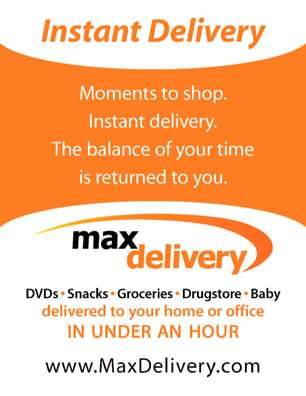 Instant Delivery
Moments to shop.
Instant delivery.
The balance of your time
is returned to you.
max
delivery
DVDs • Snacks • Groceries • Drugstore • Baby
delivered to your home or office
IN UNDER AN HOUR
www.MaxDelivery.com